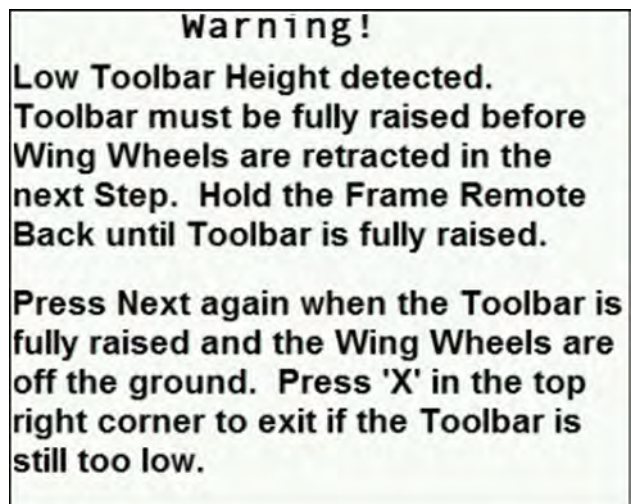 Warning!
Low Toolbar Height detected.
Toolbar must be fully raised before
Wing Wheels are retracted in the
next Step.  Hold the Frame Remote
Back until Toolbar is fully raised.
Press Next again when the Toolbar is
fully raised and the Wing Wheels are
off the ground.  Press 'X' in the top
right corner to exit if the Toolbar is
still too low.